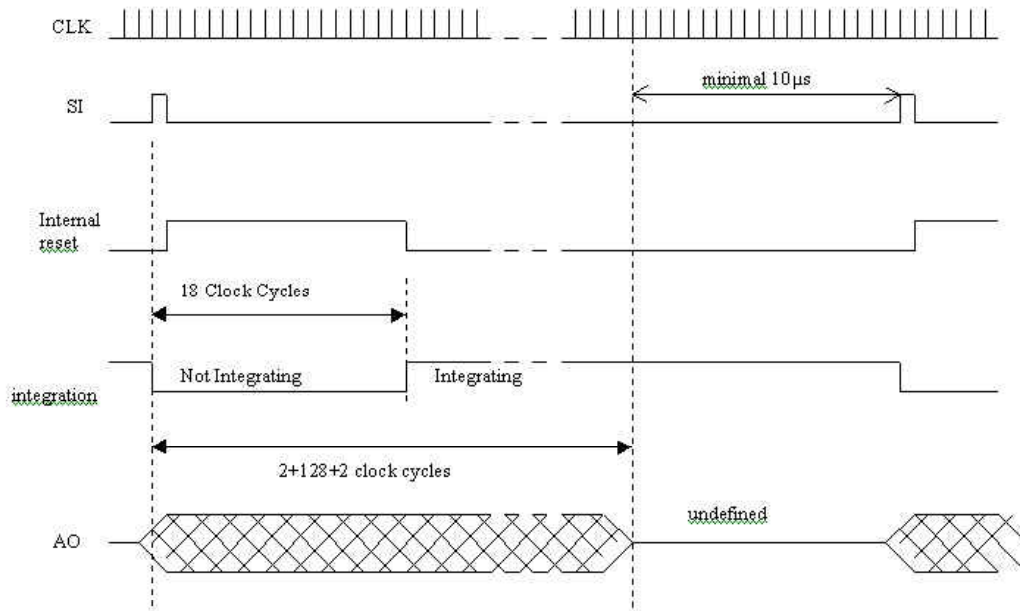 CLK
minimal 10µs
SI
Internal
reset
18 Clock Cycles
Not Integrating
Integrating
integration
2+128+2 clock cycles
undefined
AO